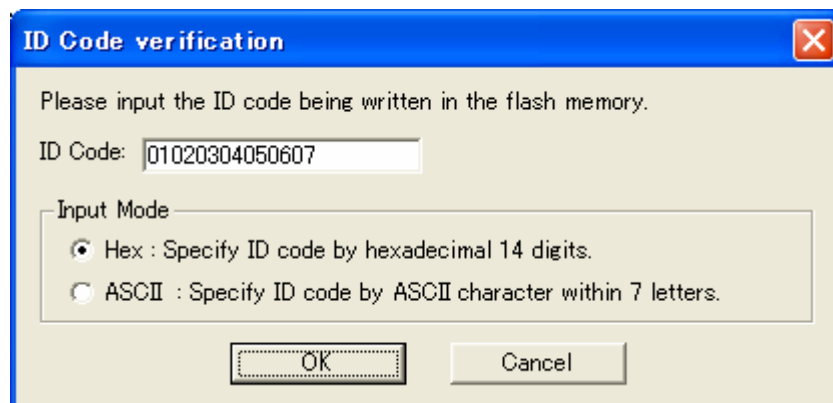 ID Code verification
Please input the ID code being written in the flash memory.
ID Code: 01020304050607
Input Mode
Hex : Specify ID code by hexadecimal 14 digits.
ASCII : Specify ID code by ASCII character within 7 letters.
OK Cancel